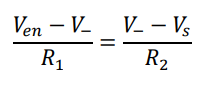 (V_en − V_−)/R_1 = (V_− − V_s)/R_2